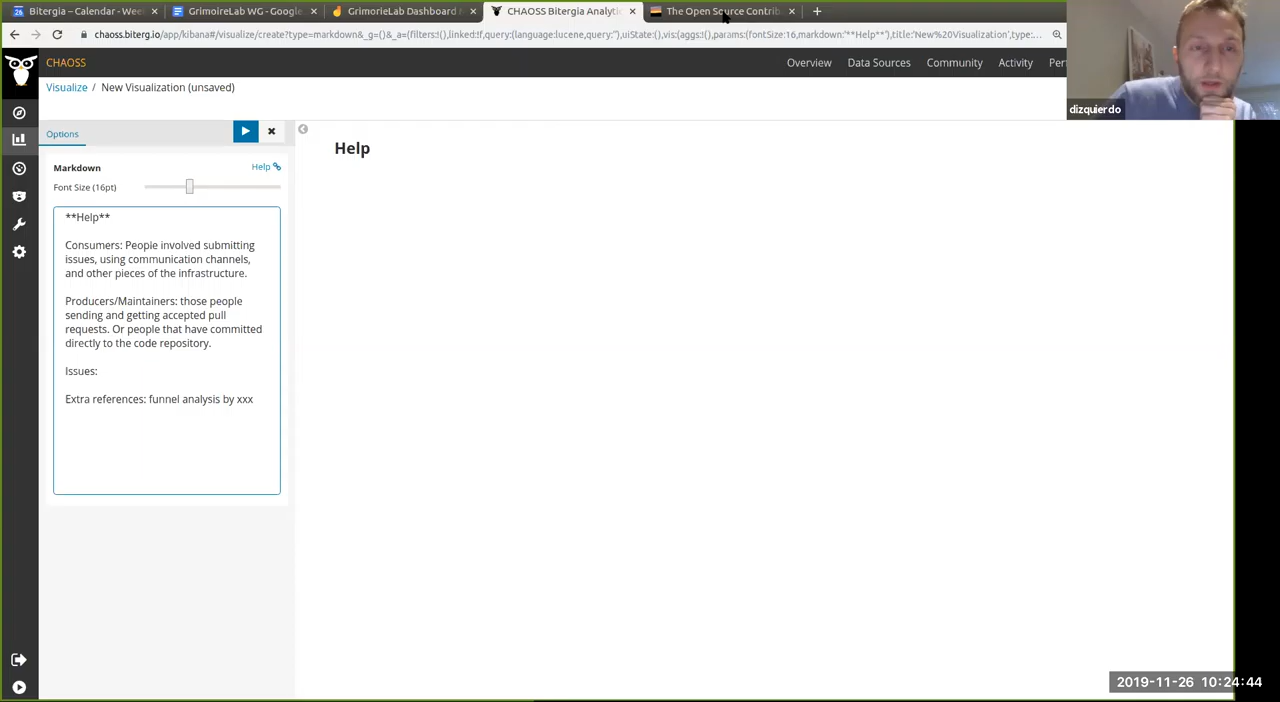 Bitergia – Calendar - Wee
GrimoireLab WG - Google
GrimorieLab Dashboard
CHAOSS Bitergia Analytic
The Open Source Contrib
chaoss.biterg.io/app/kibana#/visualize/create?type=markdown&_g=()&_a=(filters:!(),linked:!f,query:(language:lucene,query:''),uiState:(),vis:(aggs:!(),params:(fontSize:16,markdown:'**Help**'),title:'New%20Visualization',type:...
CHAOSS
Overview
Data Sources
Community
Activity
Per
Visualize / New Visualization (unsaved)
dizquierdo
Options
Markdown
Help
Font Size (16pt)
**Help**
Consumers: People involved submitting
issues, using communication channels,
and other pieces of the infrastructure.
Producers/Maintainers: those people
sending and getting accepted pull
requests. Or people that have committed
directly to the code repository.
Issues:
Extra references: funnel analysis by xxx
Help
2019-11-26 10:24:44